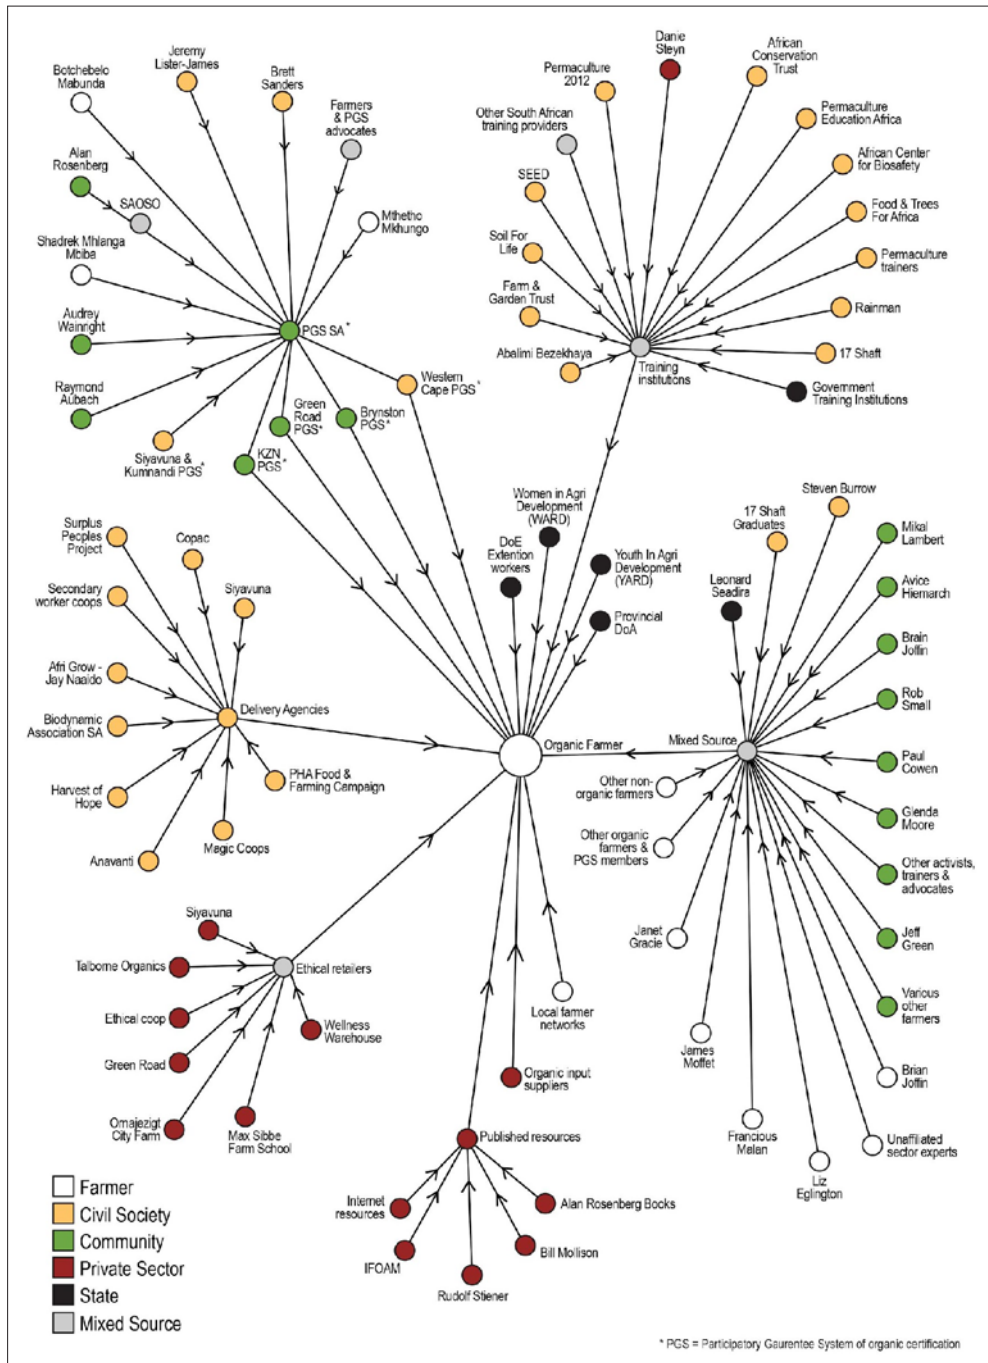 Jeremy
Lister-James
Botchebelo
Mabunda
Brett
Sanders
Farmers
& PGS
advocates
Alan
Rosenberg
SAOSO
Mthetho
Mkhungo
Shadrek Mhlanga
Mbiba
Audrey
Wainright
PGS SA*
Raymond
Aubach
Western
Cape PGS*
Green
Road
PGS*
Brynston
PGS*
Siyavuna &
Kumnandi PGS*
KZN
PGS*
Danie
Steyn
African
Conservation
Trust
Permaculture
2012
Other South African
training providers
Permaculture
Education Africa
African Center
for Biosafety
SEED
Food & Trees
For Africa
Soil For
Life
Permaculture
trainers
Farm &
Garden Trust
Rainman
Abalimi Bezekhaya
Training
institutions
17 Shaft
Government
Training Institutions
Women in Agri
Development
(WARD)
DoE
Extention
workers
Youth In Agri
Development
(YARD)
Provincial
DoA
Surplus
Peoples
Project
Copac
Secondary
worker coops
Siyavuna
Afri Grow -
Jay Naaido
Delivery Agencies
Biodynamic
Association SA
PHA Food &
Farming Campaign
Harvest of
Hope
Magic Coops
Anavanti
Organic Farmer
Steven Burrow
17 Shaft
Graduates
Mikal
Lambert
Leonard
Seadira
Avice
Hiemarch
Brain
Joffin
Rob
Small
Mixed Source
Paul
Cowen
Other non-
organic farmers
Glenda
Moore
Other organic
farmers &
PGS members
Other activists,
trainers &
advocates
Janet
Gracie
Jeff
Green
Various
other
farmers
James
Moffet
Brian
Joffin
Francious
Malan
Unaffiliated
sector experts
Liz
Eglington
Siyavuna
Talborne Organics
Ethical retailers
Ethical coop
Wellness
Warehouse
Green Road
Omajezigt
City Farm
Max Sibbe
Farm School
Local farmer
networks
Organic input
suppliers
Published resources
Internet
resources
Alan Rosenberg Books
IFOAM
Bill Mollison
Rudolf Stiener
Farmer
Civil Society
Community
Private Sector
State
Mixed Source
* PGS = Participatory Gaurentee System of organic certification